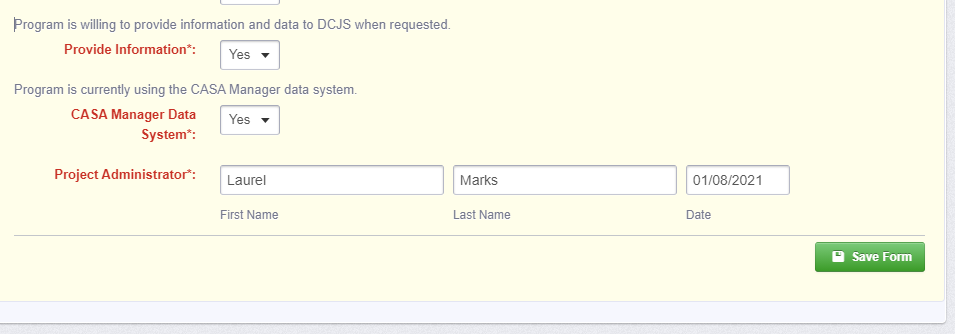 Program is willing to provide information and data to DCJS when requested.
Provide Information*: Yes
Program is currently using the CASA Manager data system.
CASA Manager Data
System*: Yes
Project Administrator*: Laurel Marks 01/08/2021
First Name Last Name Date
Save Form